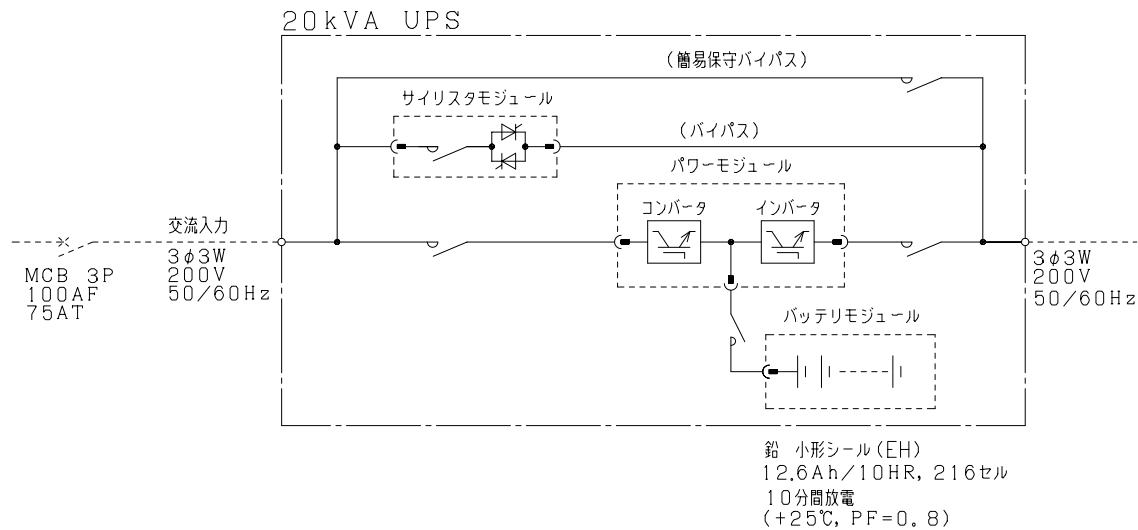 20kVA UPS
(簡易保守バイパス)
サイリスタモジュール
(バイパス)
パワーモジュール
コンバータ
インバータ
交流入力
3φ3W
200V
50/60Hz
MCB 3P
100AF
75AT
3φ3W
200V
50/60Hz
バッテリモジュール
鉛 小形シール(EH)
12.6Ah/10HR, 216セル
10分間放電
(+25℃, PF=0.8)